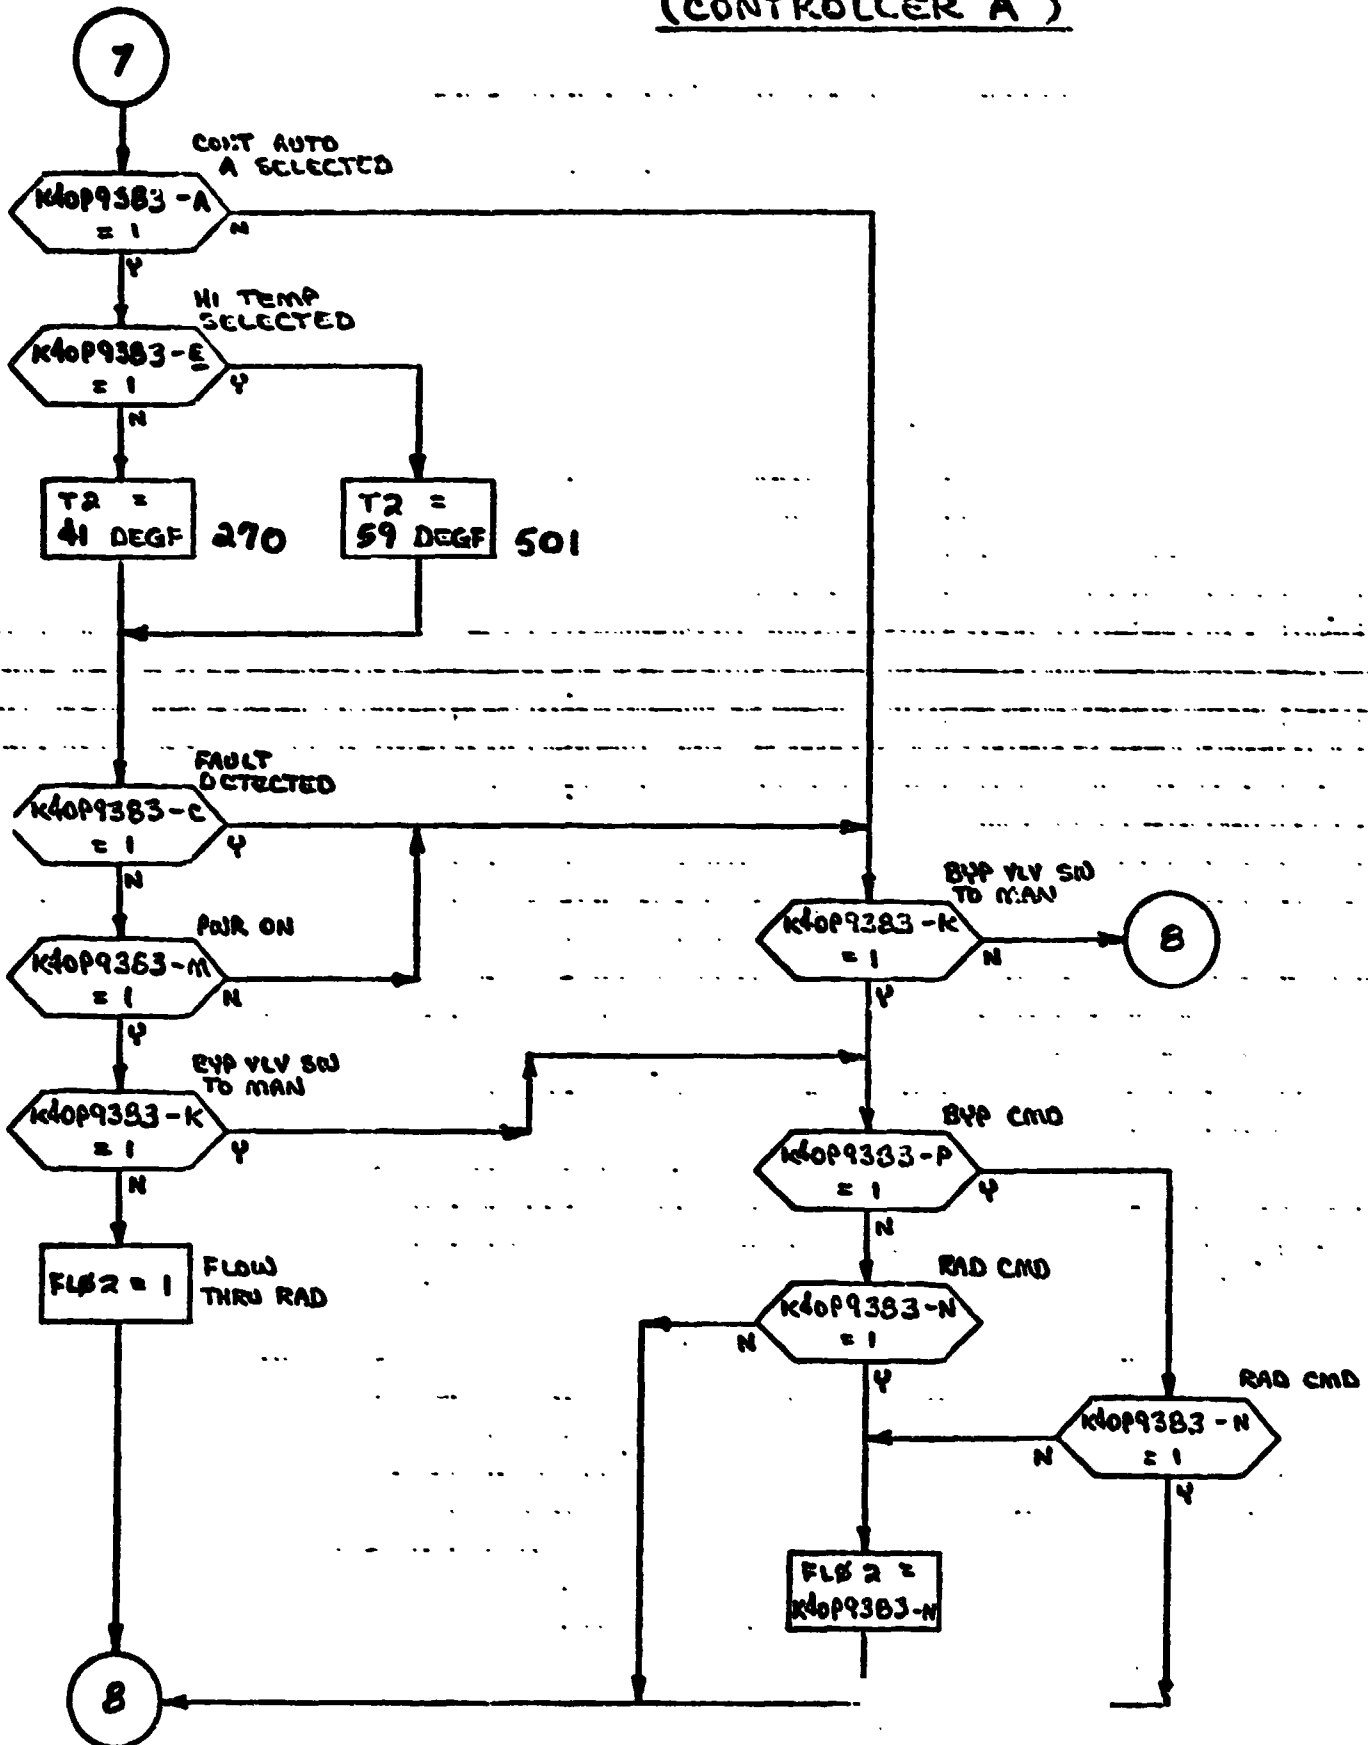 (CONTROLLER A)
7
CONT AUTO
A SELECTED
K40P9383-A
= 1
N
Y
HI TEMP
SELECTED
K40P9383-E
= 1
Y
N
T2 =
41 DEGF 270
T2 =
59 DEGF 501
FAULT
DETECTED
K40P9383-C
= 1
Y
N
PWR ON
K40P9383-M
= 1
N
Y
BYP VLV SW
TO MAN
K40P9383-K
= 1
N
Y
8
BYP VLV SW
TO MAN
K40P9383-K
= 1
Y
N
BYP CMD
K40P9383-P
= 1
Y
N
FLØ2 = 1
FLOW
THRU RAD
RAD CMD
K40P9383-N
= 1
N
Y
RAD CMD
K40P9383-N
= 1
N
Y
FLØ2 =
K40P9383-N
8